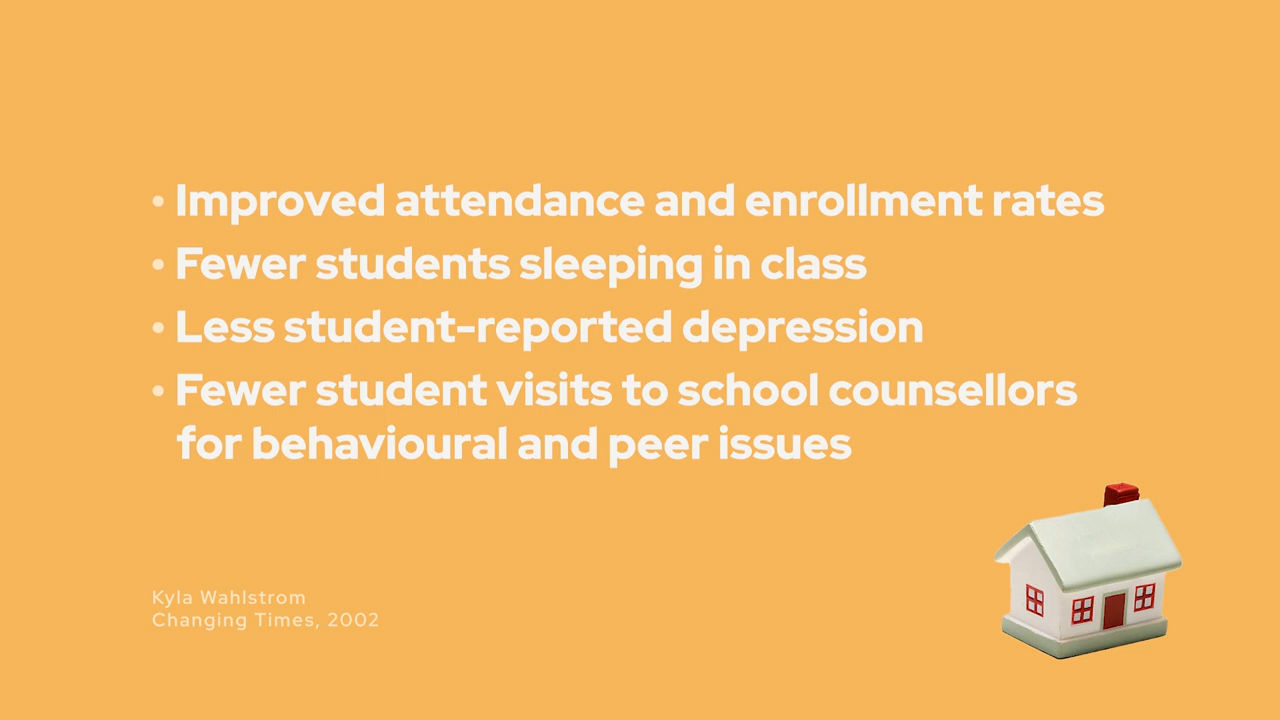 • Improved attendance and enrollment rates
• Fewer students sleeping in class
• Less student-reported depression
• Fewer student visits to school counsellors
for behavioural and peer issues
Kyla Wahlstrom
Changing Times, 2002